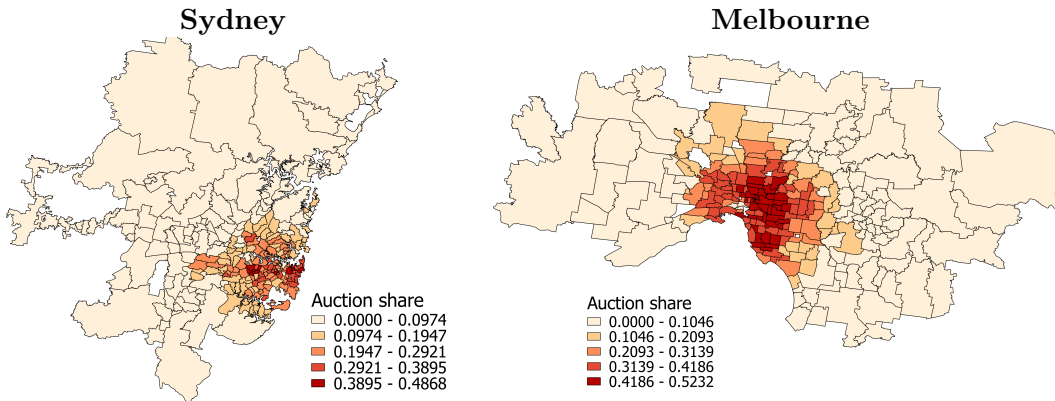 Sydney
Melbourne
Auction share
0.0000 - 0.0974
0.0974 - 0.1947
0.1947 - 0.2921
0.2921 - 0.3895
0.3895 - 0.4868
Auction share
0.0000 - 0.1046
0.1046 - 0.2093
0.2093 - 0.3139
0.3139 - 0.4186
0.4186 - 0.5232